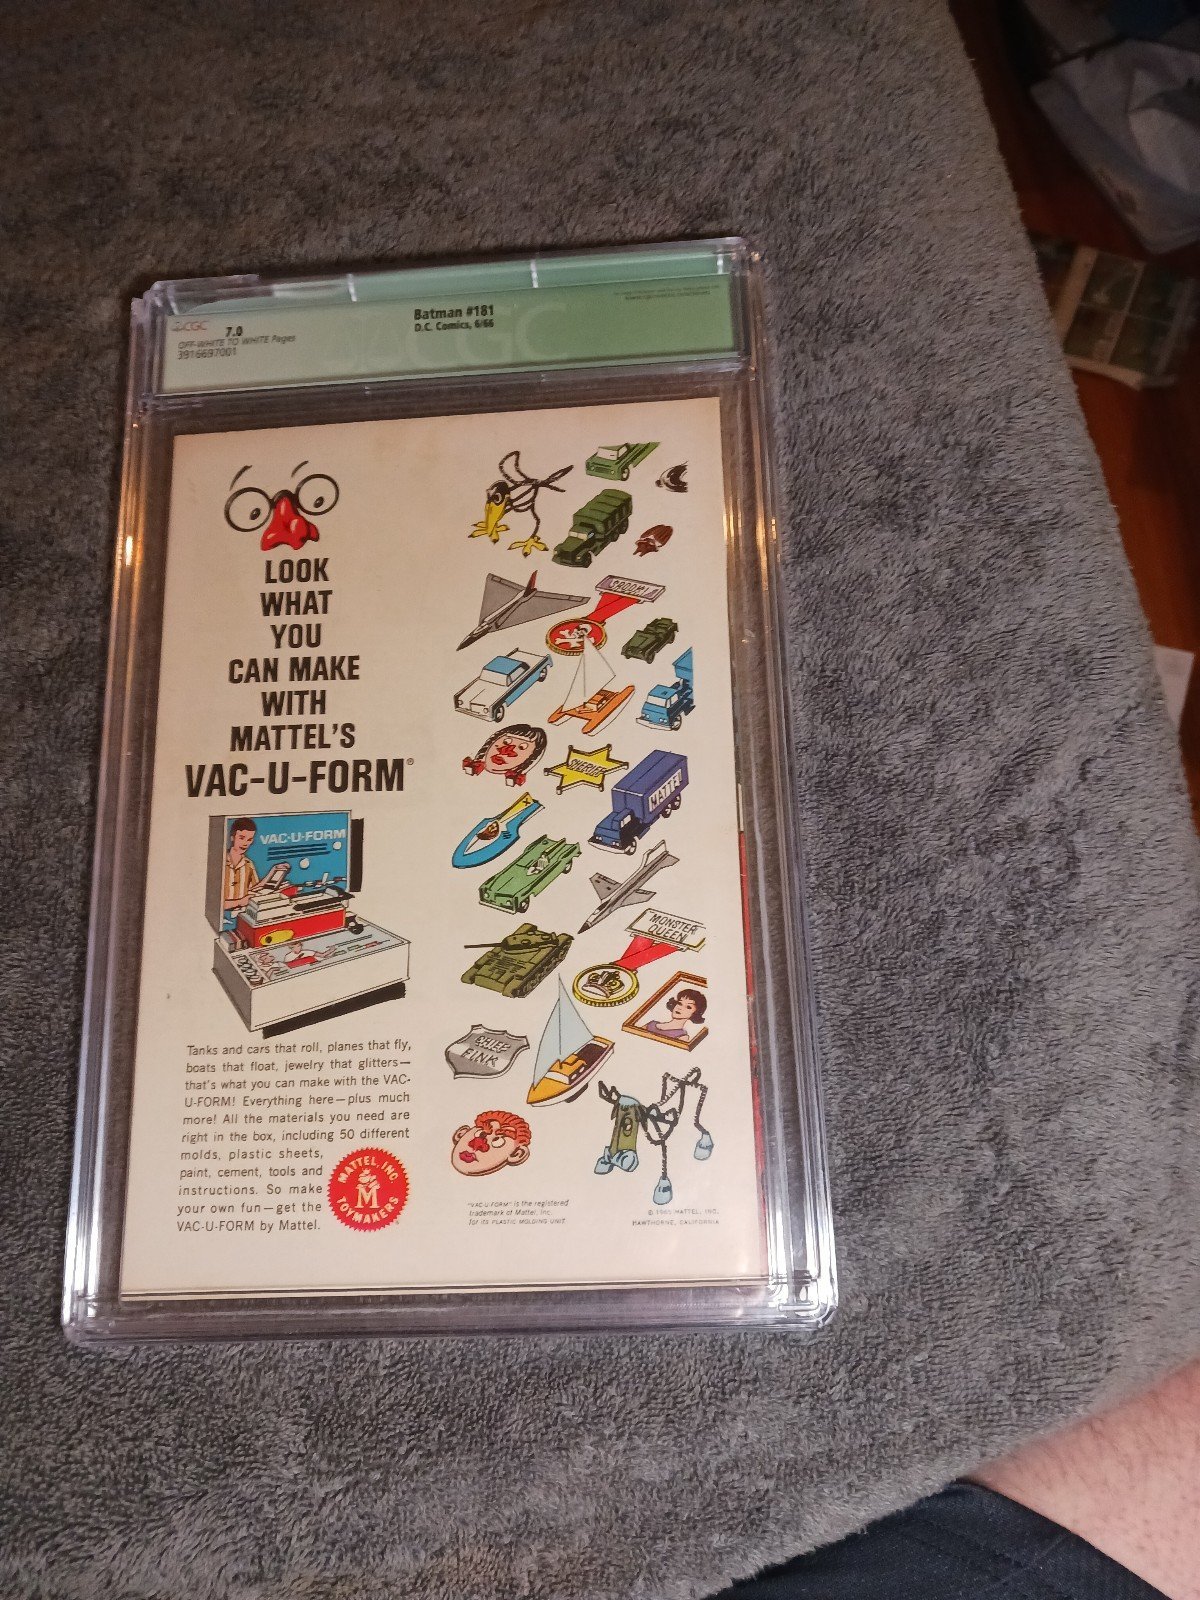 CGC
7.0
OFF-WHITE TO WHITE Pages
3916697001
Batman #181
D.C. Comics, 6/66
CGC
LOOK
WHAT
YOU
CAN MAKE
WITH
MATTEL'S
VAC-U-FORM®
VAC-U-FORM
Tanks and cars that roll, planes that fly,
boats that float, jewelry that glitters—
that's what you can make with the VAC-
U-FORM! Everything here—plus much
more! All the materials you need are
right in the box, including 50 different
molds, plastic sheets,
paint, cement, tools and
instructions. So make
your own fun—get the
VAC-U-FORM by Mattel.
MATTEL, INC.
M
TOYMAKERS
SHERIFF
MATTEL
MONSTER
QUEEN
CHIEF
FINK
"VAC-U-FORM" is the registered
trademark of Mattel, Inc.
for its PLASTIC MOLDING UNIT.
© 1965 MATTEL, INC.
HAWTHORNE, CALIFORNIA